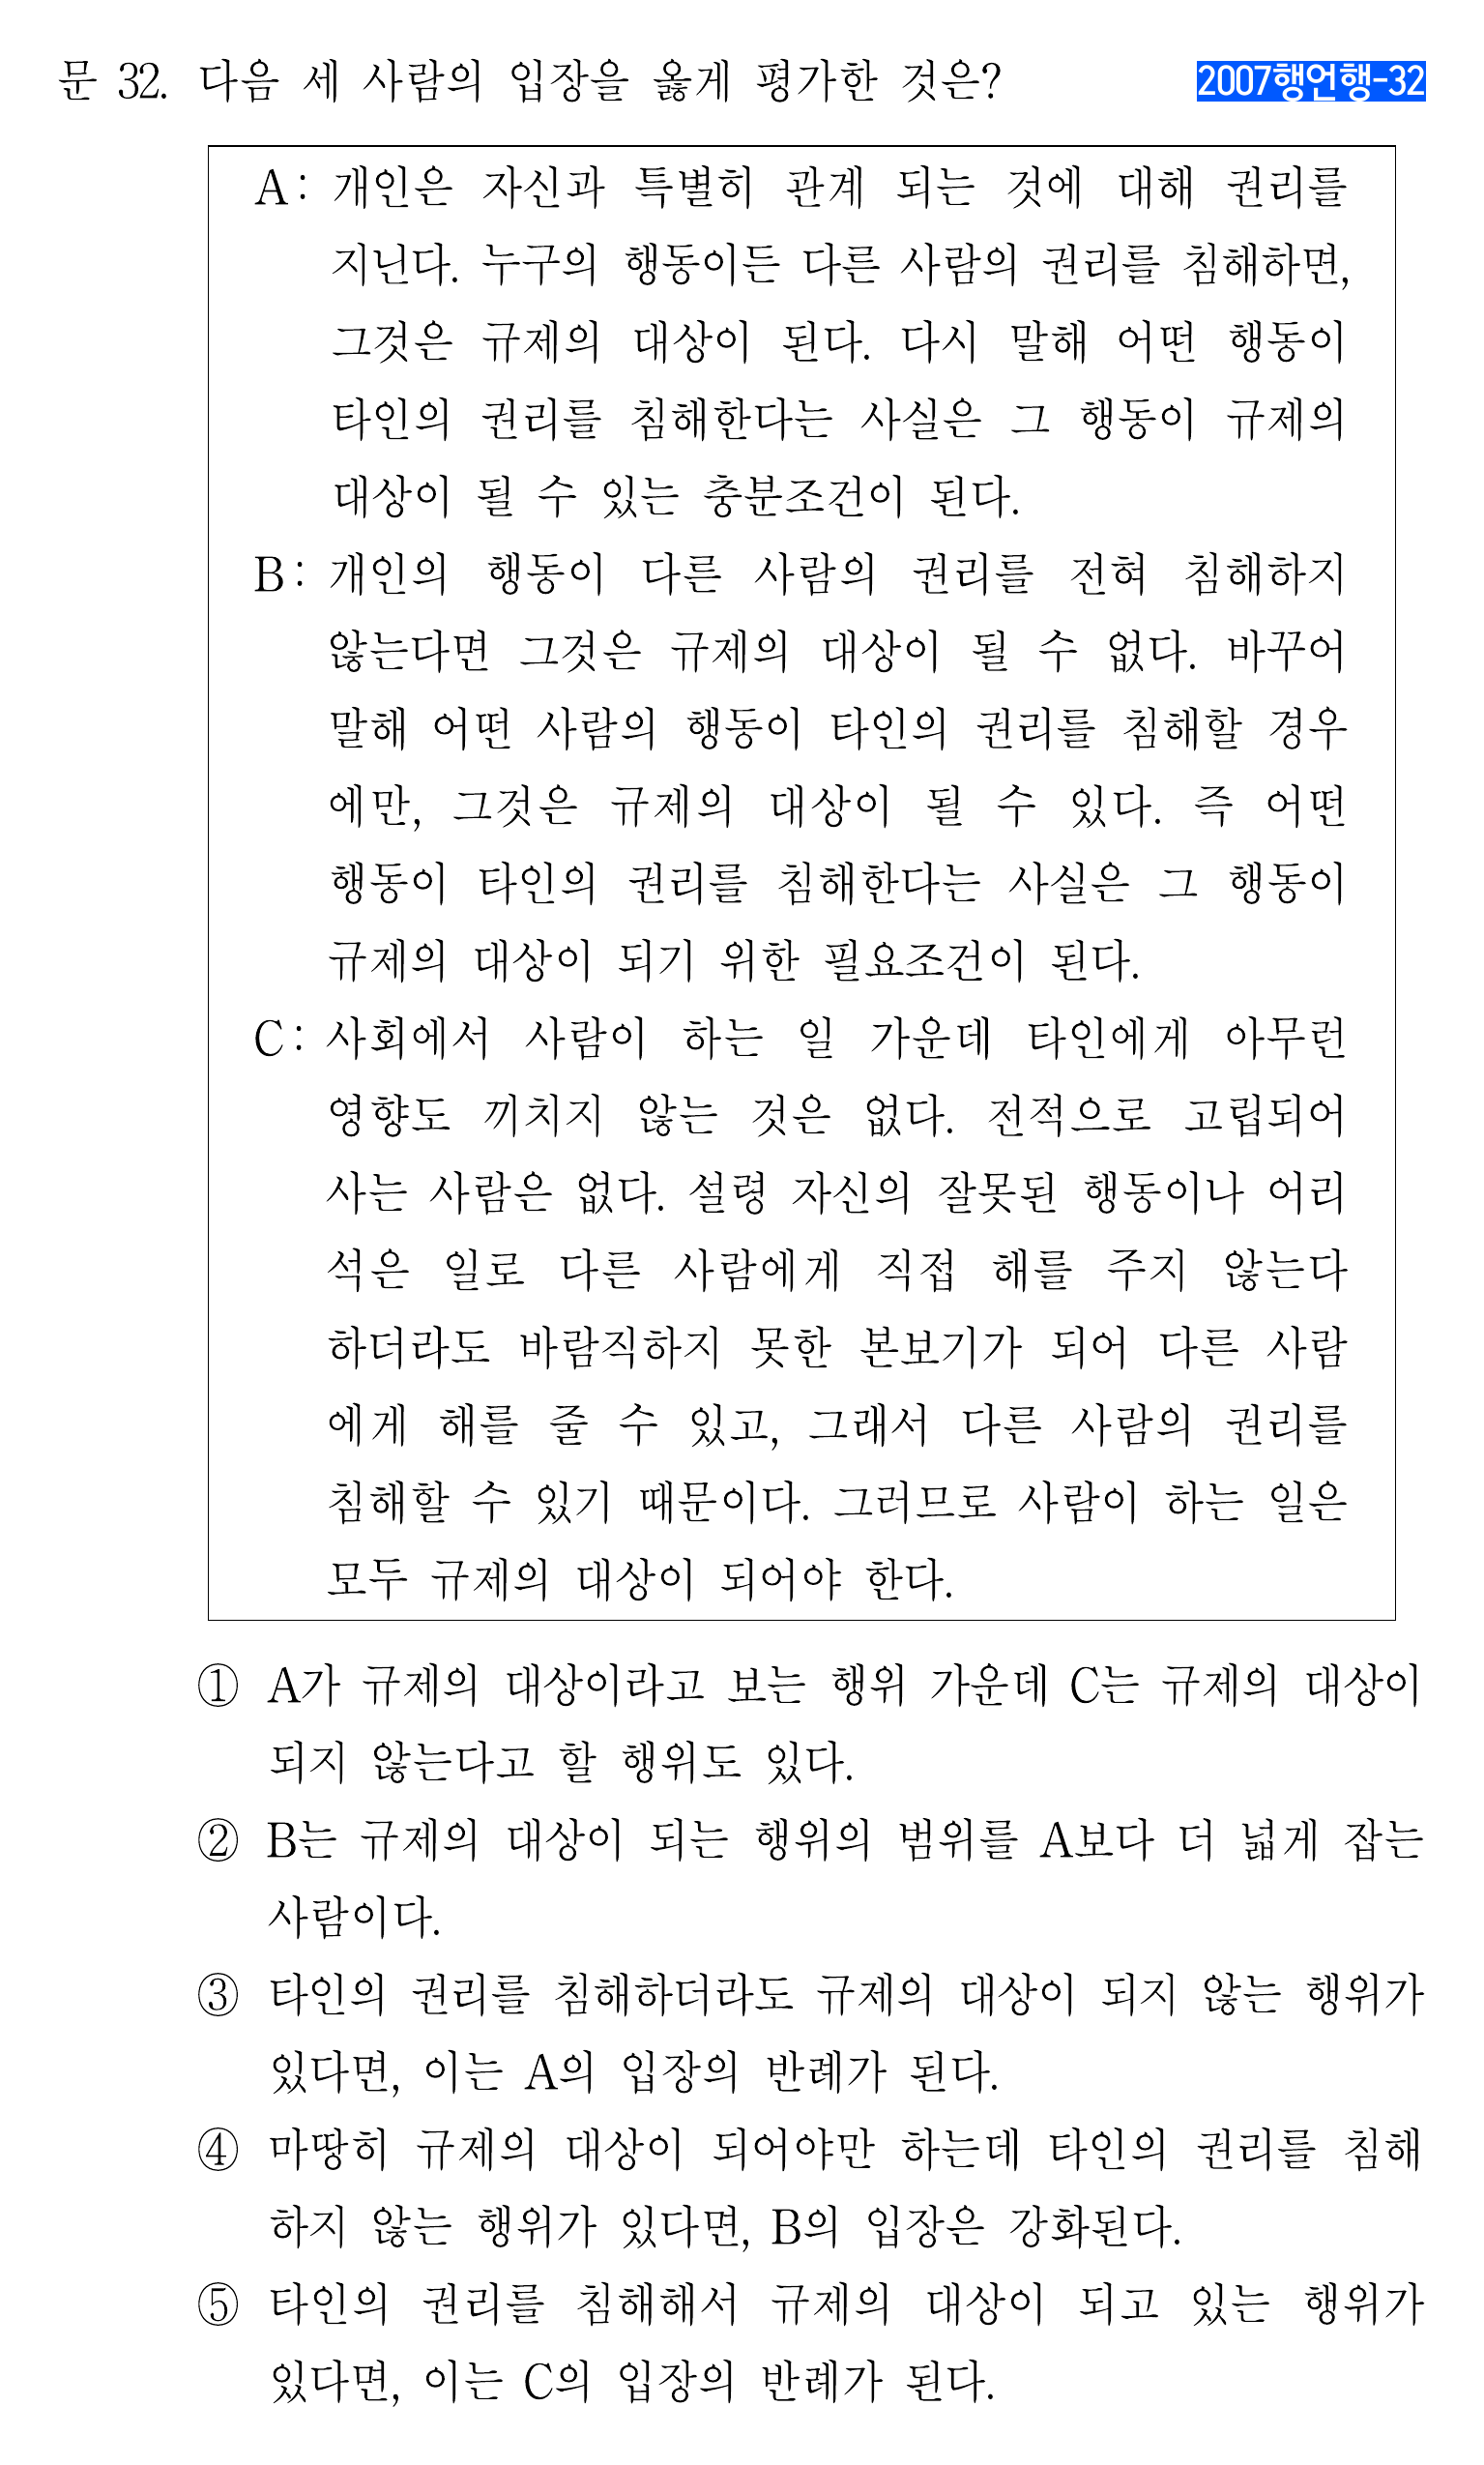 문 32. 다음 세 사람의 입장을 옳게 평가한 것은? 2007행언행-32
A: 개인은 자신과 특별히 관계 되는 것에 대해 권리를
지닌다. 누구의 행동이든 다른 사람의 권리를 침해하면,
그것은 규제의 대상이 된다. 다시 말해 어떤 행동이
타인의 권리를 침해한다는 사실은 그 행동이 규제의
대상이 될 수 있는 충분조건이 된다.
B: 개인의 행동이 다른 사람의 권리를 전혀 침해하지
않는다면 그것은 규제의 대상이 될 수 없다. 바꾸어
말해 어떤 사람의 행동이 타인의 권리를 침해할 경우
에만, 그것은 규제의 대상이 될 수 있다. 즉 어떤
행동이 타인의 권리를 침해한다는 사실은 그 행동이
규제의 대상이 되기 위한 필요조건이 된다.
C: 사회에서 사람이 하는 일 가운데 타인에게 아무런
영향도 끼치지 않는 것은 없다. 전적으로 고립되어
사는 사람은 없다. 설령 자신의 잘못된 행동이나 어리
석은 일로 다른 사람에게 직접 해를 주지 않는다
하더라도 바람직하지 못한 본보기가 되어 다른 사람
에게 해를 줄 수 있고, 그래서 다른 사람의 권리를
침해할 수 있기 때문이다. 그러므로 사람이 하는 일은
모두 규제의 대상이 되어야 한다.
① A가 규제의 대상이라고 보는 행위 가운데 C는 규제의 대상이
되지 않는다고 할 행위도 있다.
② B는 규제의 대상이 되는 행위의 범위를 A보다 더 넓게 잡는
사람이다.
③ 타인의 권리를 침해하더라도 규제의 대상이 되지 않는 행위가
있다면, 이는 A의 입장의 반례가 된다.
④ 마땅히 규제의 대상이 되어야만 하는데 타인의 권리를 침해
하지 않는 행위가 있다면, B의 입장은 강화된다.
⑤ 타인의 권리를 침해해서 규제의 대상이 되고 있는 행위가
있다면, 이는 C의 입장의 반례가 된다.